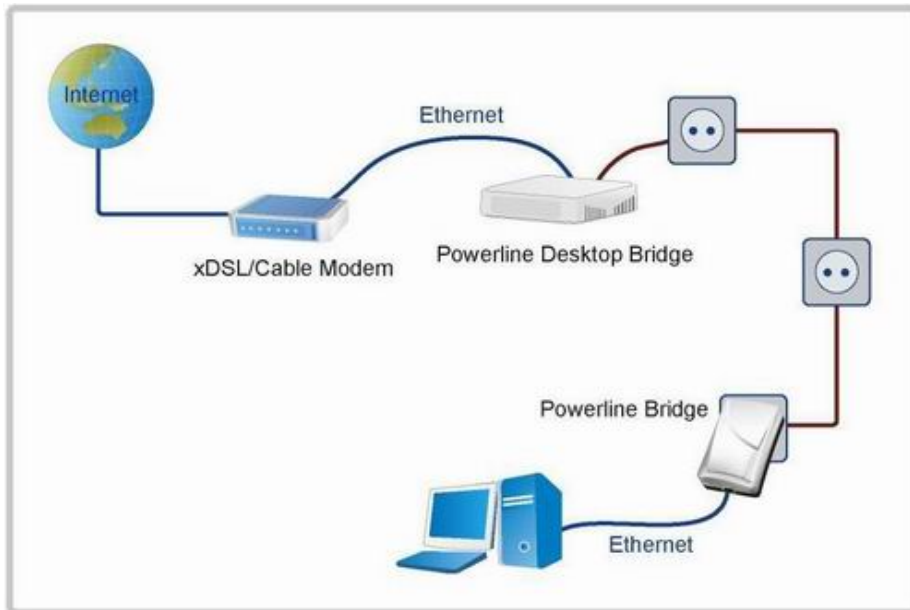 Internet
Ethernet
xDSL/Cable Modem
Powerline Desktop Bridge
Powerline Bridge
Ethernet